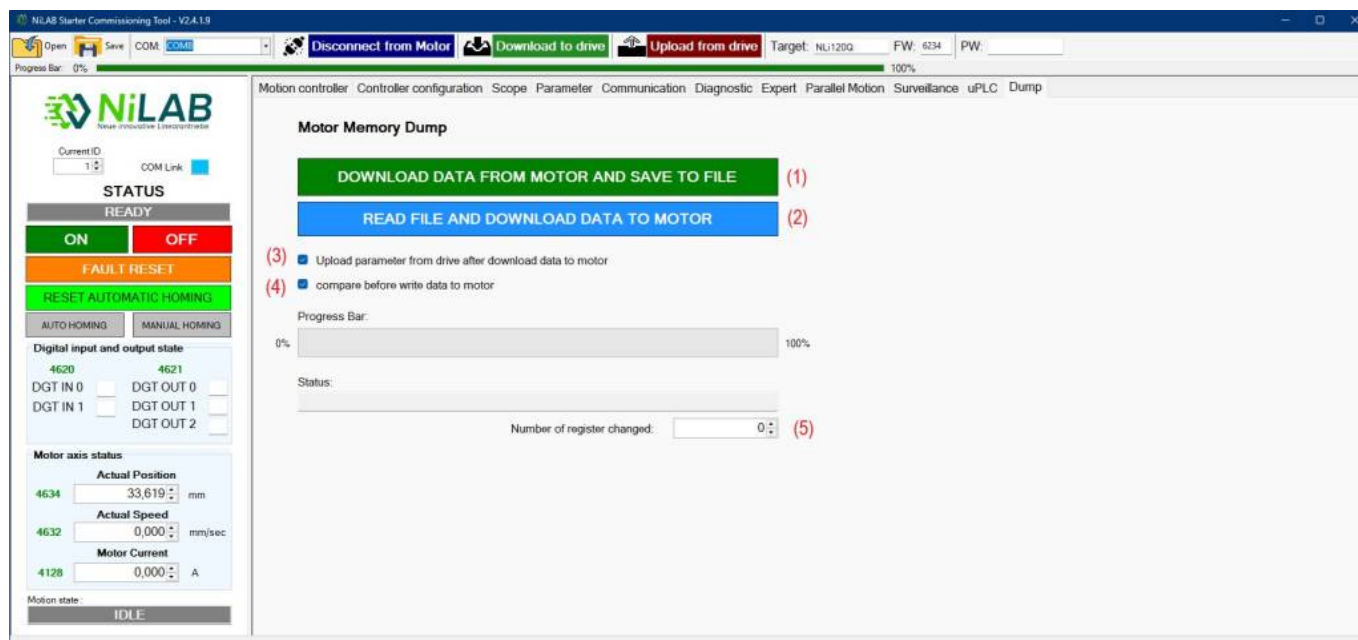 NiLAB Starter Commissioning Tool - V2.4.1.9
Open Save COM: COM8 Disconnect from Motor Download to drive Upload from drive Target: NLi120Q FW: 6234 PW:
Progress Bar: 0% 100%
Motion controller Controller configuration Scope Parameter Communication Diagnostic Expert Parallel Motion Surveillance uPLC Dump
NiLAB
Neue innovative Linearantriebe
Current ID
1 COM Link
STATUS
READY
ON OFF
FAULT RESET
RESET AUTOMATIC HOMING
AUTO HOMING MANUAL HOMING
Digital input and output state
4620 4621
DGT IN 0 DGT OUT 0
DGT IN 1 DGT OUT 1
DGT OUT 2
Motor axis status
Actual Position
4634 33,619 mm
Actual Speed
4632 0,000 mm/sec
Motor Current
4128 0,000 A
Motion state:
IDLE
Motor Memory Dump
DOWNLOAD DATA FROM MOTOR AND SAVE TO FILE (1)
READ FILE AND DOWNLOAD DATA TO MOTOR (2)
(3) Upload parameter from drive after download data to motor
(4) compare before write data to motor
Progress Bar:
0% 100%
Status:
Number of register changed: 0 (5)